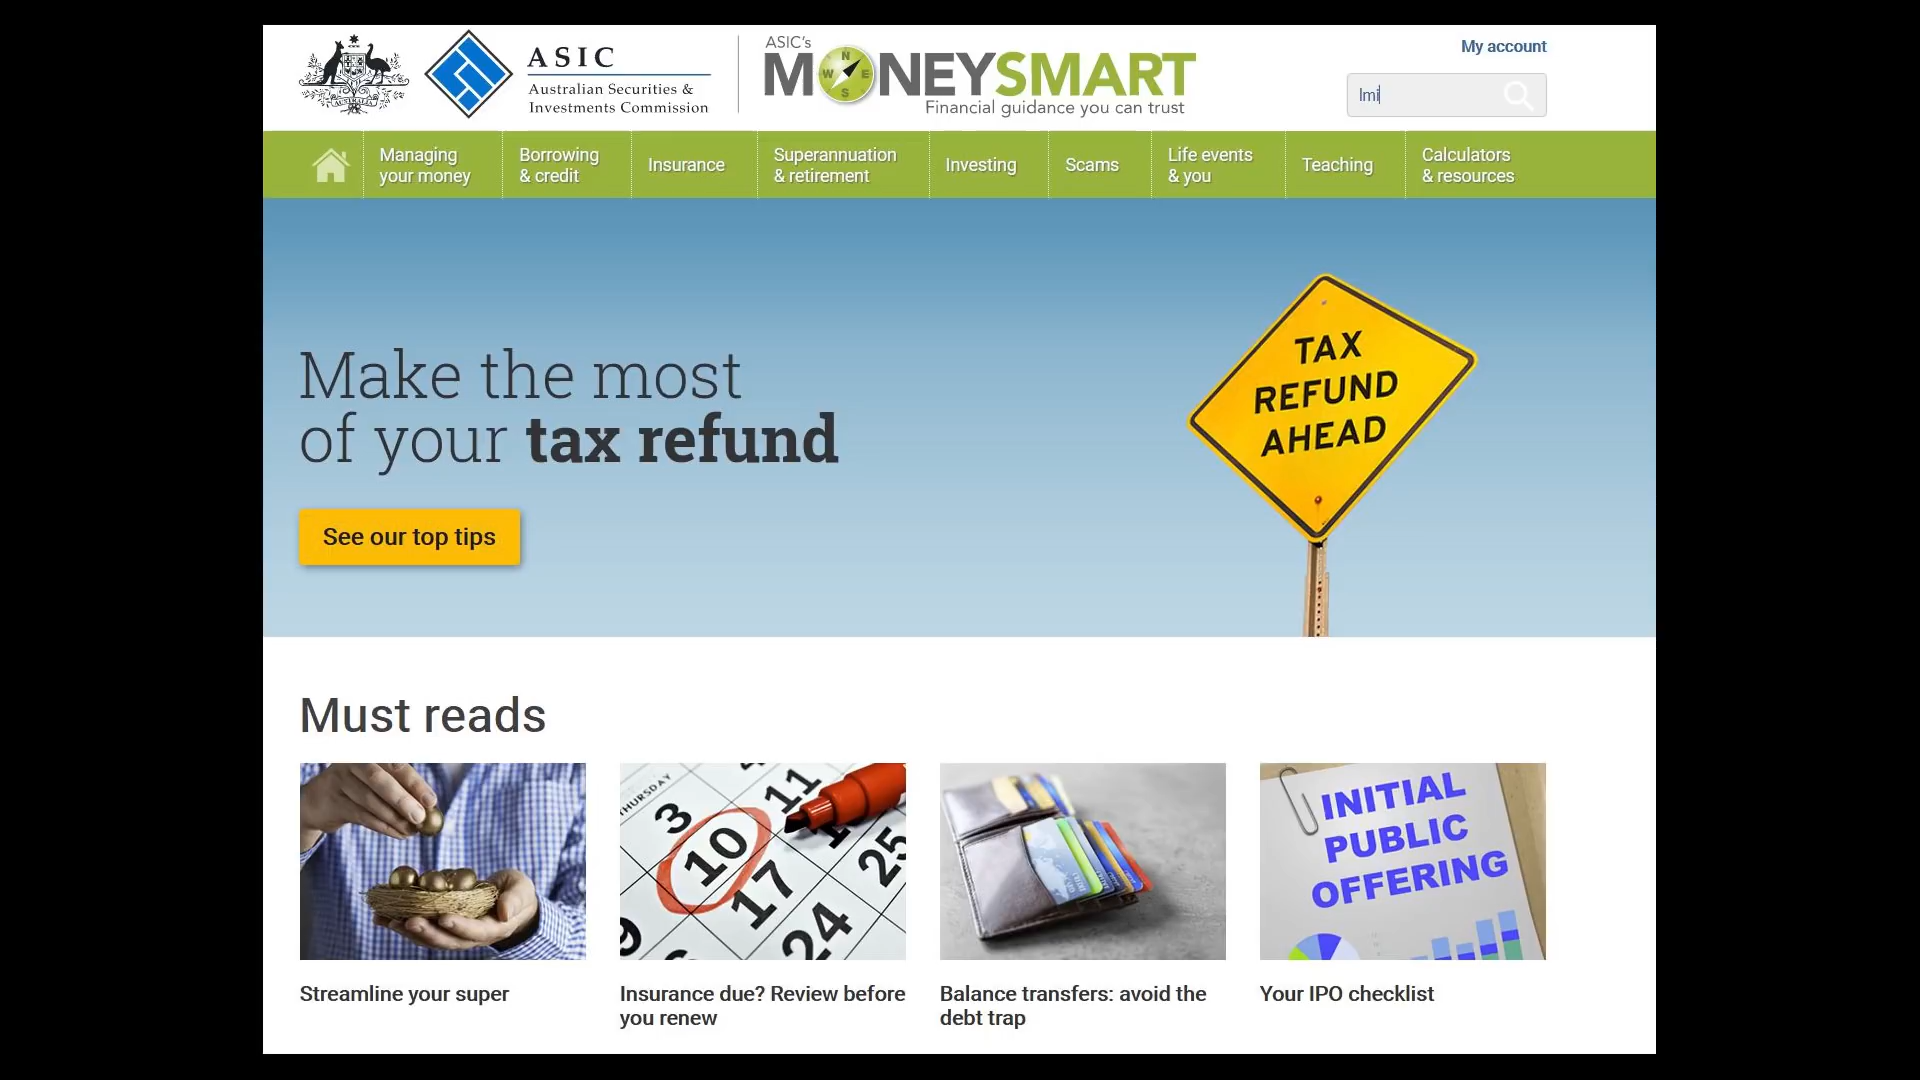 ASIC
Australian Securities &
Investments Commission
AUSTRALIA
ASIC's
MONEYSMART
N
W E
S
Financial guidance you can trust
My account
lmi
Managing
your money
Borrowing
& credit
Insurance
Superannuation
& retirement
Investing
Scams
Life events
& you
Teaching
Calculators
& resources
Make the most
of your tax refund
See our top tips
TAX
REFUND
AHEAD
Must reads
THURSDAY
3
11
10
17
25
24
INITIAL
PUBLIC
OFFERING
Streamline your super
Insurance due? Review before
you renew
Balance transfers: avoid the
debt trap
Your IPO checklist